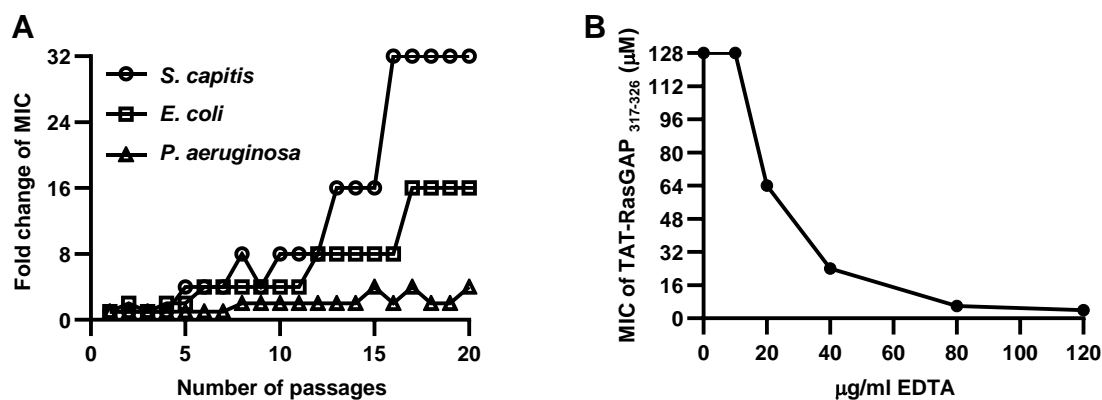 A
Fold change of MIC
32
24
16
8
0
S. capitis
E. coli
P. aeruginosa
0 5 10 15 20
Number of passages
B
MIC of TAT-RasGAP 317-326 (μM)
128
112
96
80
64
48
32
16
0
0 20 40 60 80 100 120
μg/ml EDTA